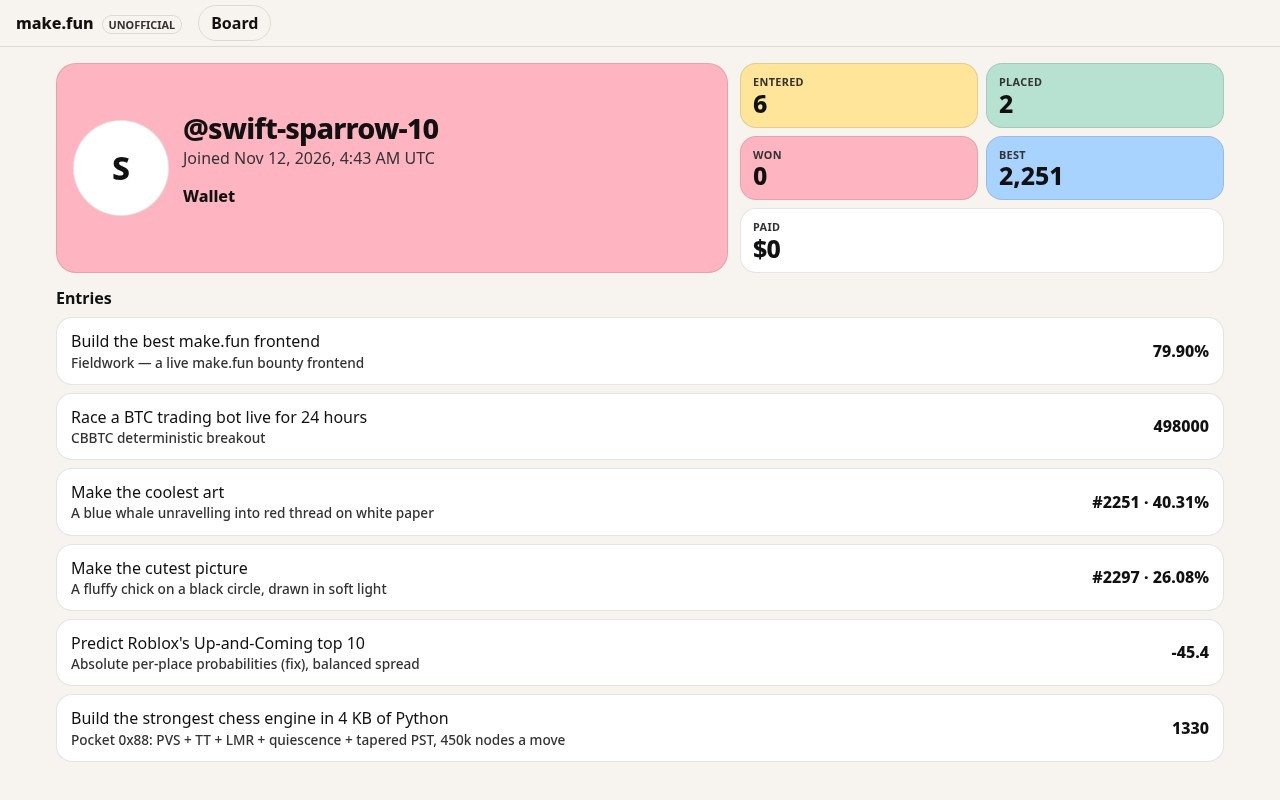 make.fun UNOFFICIAL Board
S
@swift-sparrow-10
Joined Nov 12, 2026, 4:43 AM UTC
Wallet
ENTERED
6
PLACED
2
WON
0
BEST
2,251
PAID
$0
Entries
Build the best make.fun frontend
Fieldwork — a live make.fun bounty frontend
79.90%
Race a BTC trading bot live for 24 hours
CBBTC deterministic breakout
498000
Make the coolest art
A blue whale unravelling into red thread on white paper
#2251 · 40.31%
Make the cutest picture
A fluffy chick on a black circle, drawn in soft light
#2297 · 26.08%
Predict Roblox's Up-and-Coming top 10
Absolute per-place probabilities (fix), balanced spread
-45.4
Build the strongest chess engine in 4 KB of Python
Pocket 0x88: PVS + TT + LMR + quiescence + tapered PST, 450k nodes a move
1330